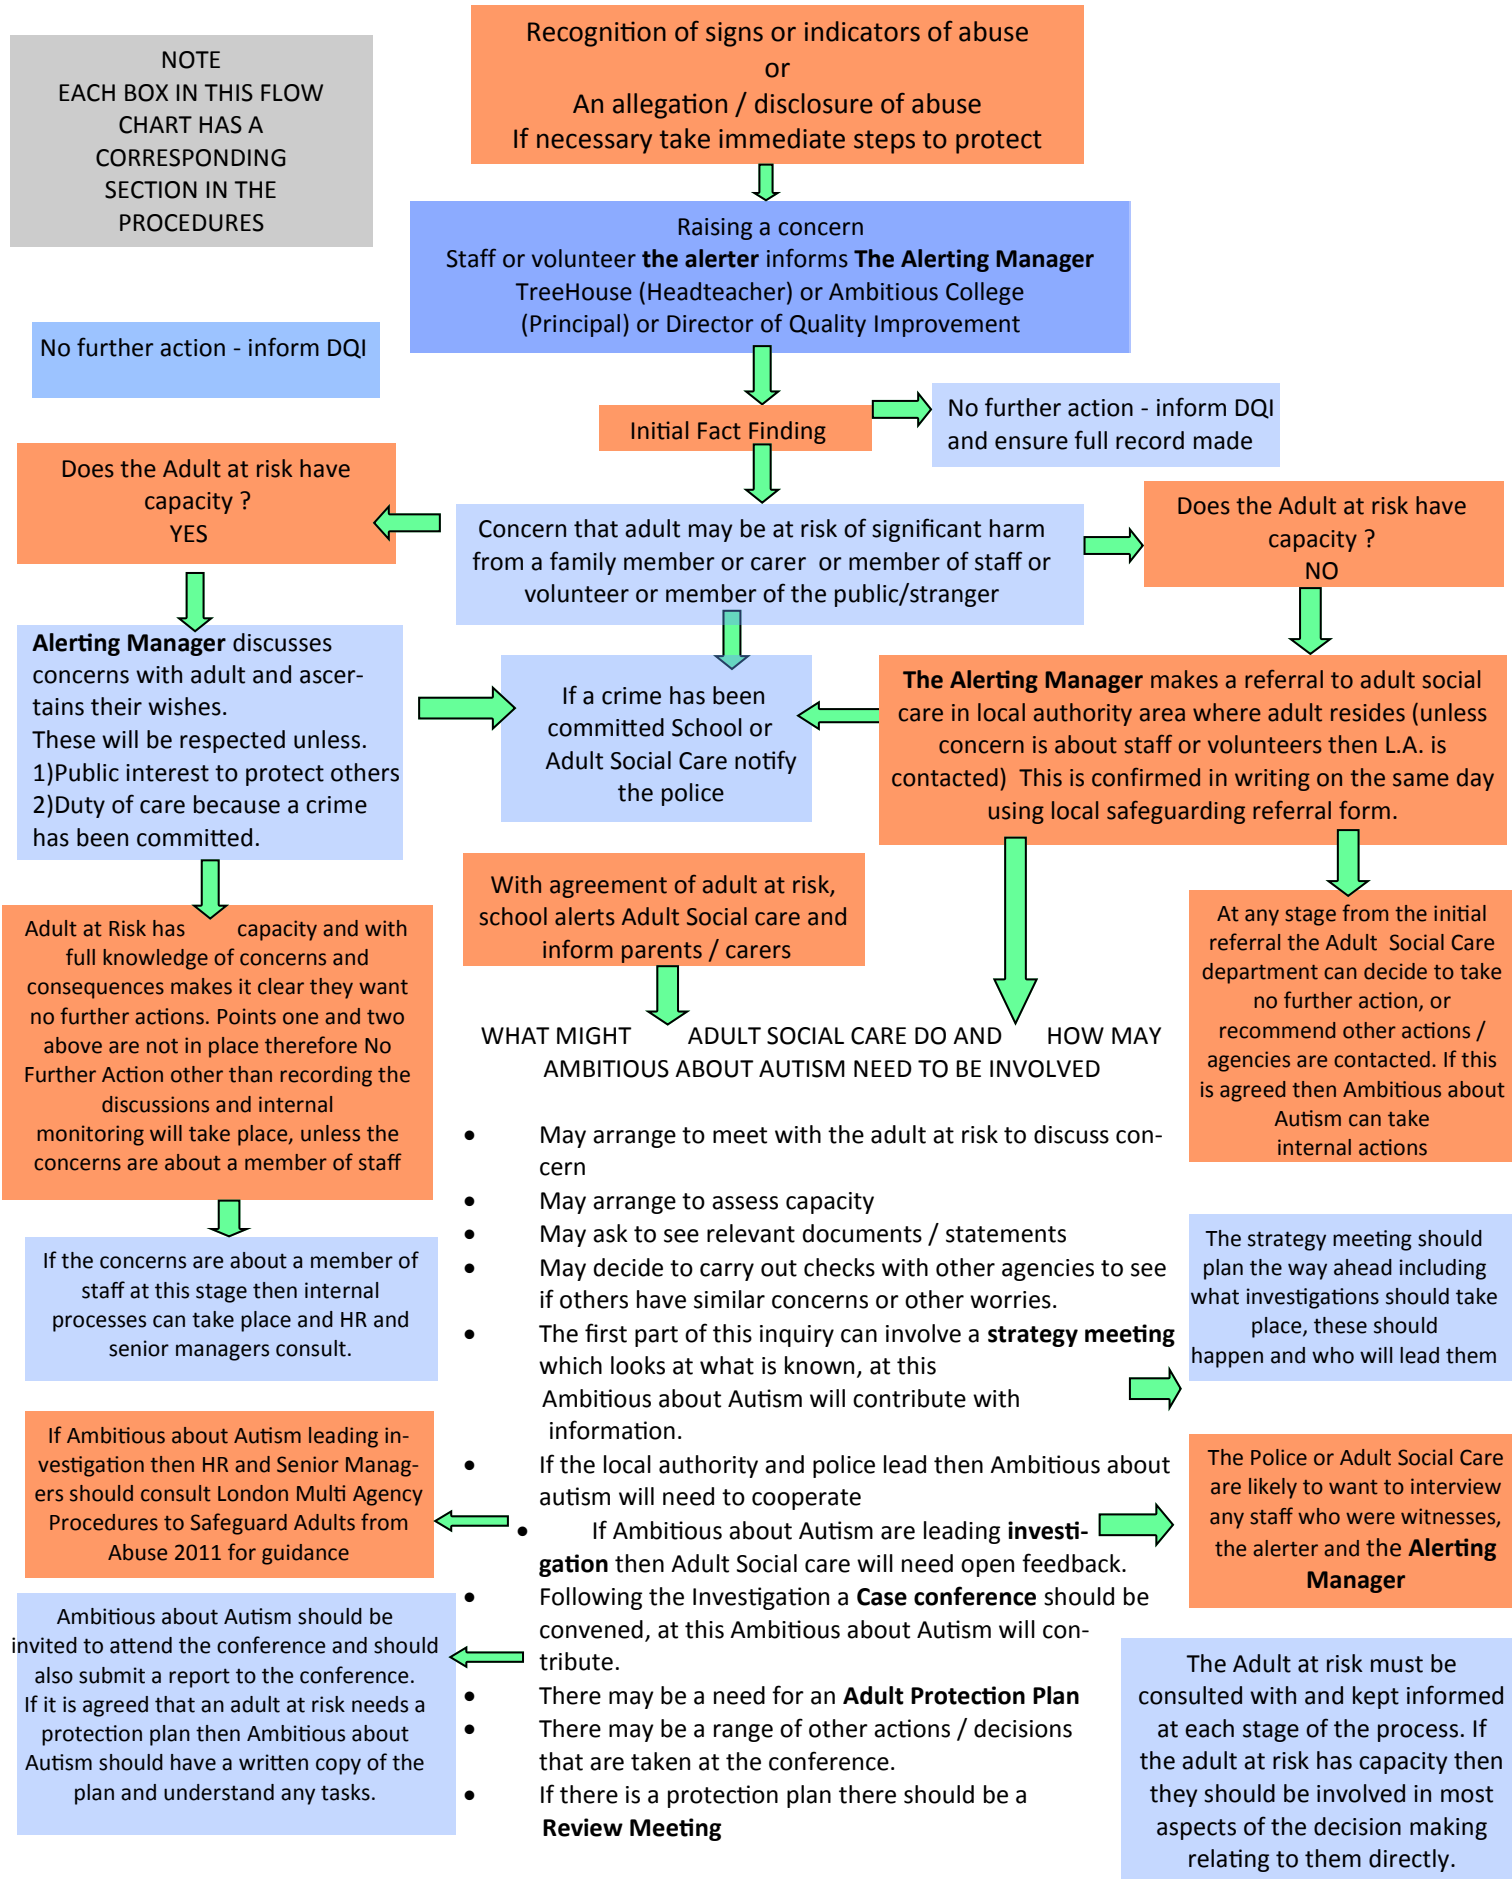 NOTE
EACH BOX IN THIS FLOW
CHART HAS A
CORRESPONDING
SECTION IN THE
PROCEDURES
Recognition of signs or indicators of abuse
or
An allegation / disclosure of abuse
If necessary take immediate steps to protect
Raising a concern
Staff or volunteer the alerter informs The Alerting Manager
TreeHouse (Headteacher) or Ambitious College
(Principal) or Director of Quality Improvement
No further action - inform DQI
Initial Fact Finding
No further action - inform DQI
and ensure full record made
Does the Adult at risk have
capacity ?
YES
Concern that adult may be at risk of significant harm
from a family member or carer or member of staff or
volunteer or member of the public/stranger
Does the Adult at risk have
capacity ?
NO
Alerting Manager discusses
concerns with adult and ascer-
tains their wishes.
These will be respected unless.
1)Public interest to protect others
2)Duty of care because a crime
has been committed.
If a crime has been
committed School or
Adult Social Care notify
the police
The Alerting Manager makes a referral to adult social
care in local authority area where adult resides (unless
concern is about staff or volunteers then L.A. is
contacted) This is confirmed in writing on the same day
using local safeguarding referral form.
With agreement of adult at risk,
school alerts Adult Social care and
inform parents / carers
Adult at Risk has capacity and with
full knowledge of concerns and
consequences makes it clear they want
no further actions. Points one and two
above are not in place therefore No
Further Action other than recording the
discussions and internal
monitoring will take place, unless the
concerns are about a member of staff
At any stage from the initial
referral the Adult Social Care
department can decide to take
no further action, or
recommend other actions /
agencies are contacted. If this
is agreed then Ambitious about
Autism can take
internal actions
WHAT MIGHT ADULT SOCIAL CARE DO AND HOW MAY
AMBITIOUS ABOUT AUTISM NEED TO BE INVOLVED
• May arrange to meet with the adult at risk to discuss con-
cern
• May arrange to assess capacity
• May ask to see relevant documents / statements
• May decide to carry out checks with other agencies to see
if others have similar concerns or other worries.
• The first part of this inquiry can involve a strategy meeting
which looks at what is known, at this
Ambitious about Autism will contribute with
information.
• If the local authority and police lead then Ambitious about
autism will need to cooperate
• If Ambitious about Autism are leading investi-
gation then Adult Social care will need open feedback.
• Following the Investigation a Case conference should be
convened, at this Ambitious about Autism will con-
tribute.
• There may be a need for an Adult Protection Plan
• There may be a range of other actions / decisions
that are taken at the conference.
• If there is a protection plan there should be a
Review Meeting
If the concerns are about a member of
staff at this stage then internal
processes can take place and HR and
senior managers consult.
If Ambitious about Autism leading in-
vestigation then HR and Senior Manag-
ers should consult London Multi Agency
Procedures to Safeguard Adults from
Abuse 2011 for guidance
Ambitious about Autism should be
invited to attend the conference and should
also submit a report to the conference.
If it is agreed that an adult at risk needs a
protection plan then Ambitious about
Autism should have a written copy of the
plan and understand any tasks.
The strategy meeting should
plan the way ahead including
what investigations should take
place, these should
happen and who will lead them
The Police or Adult Social Care
are likely to want to interview
any staff who were witnesses,
the alerter and the Alerting
Manager
The Adult at risk must be
consulted with and kept informed
at each stage of the process. If
the adult at risk has capacity then
they should be involved in most
aspects of the decision making
relating to them directly.